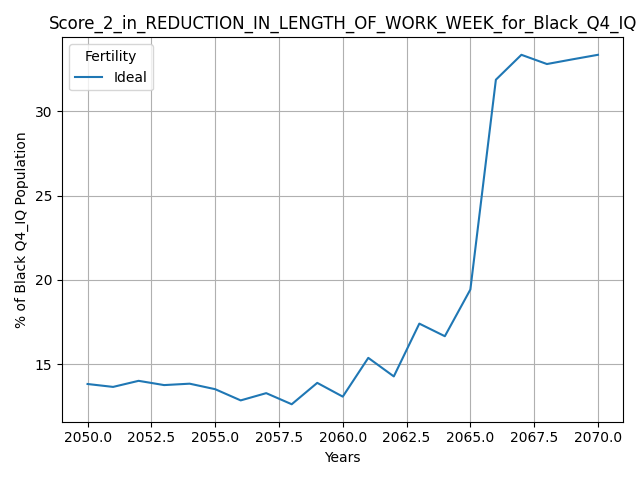 Score_2_in_REDUCTION_IN_LENGTH_OF_WORK_WEEK_for_Black_Q4_IQ
Fertility
Ideal
% of Black Q4_IQ Population
30
25
20
15
2050.0 2052.5 2055.0 2057.5 2060.0 2062.5 2065.0 2067.5 2070.0
Years